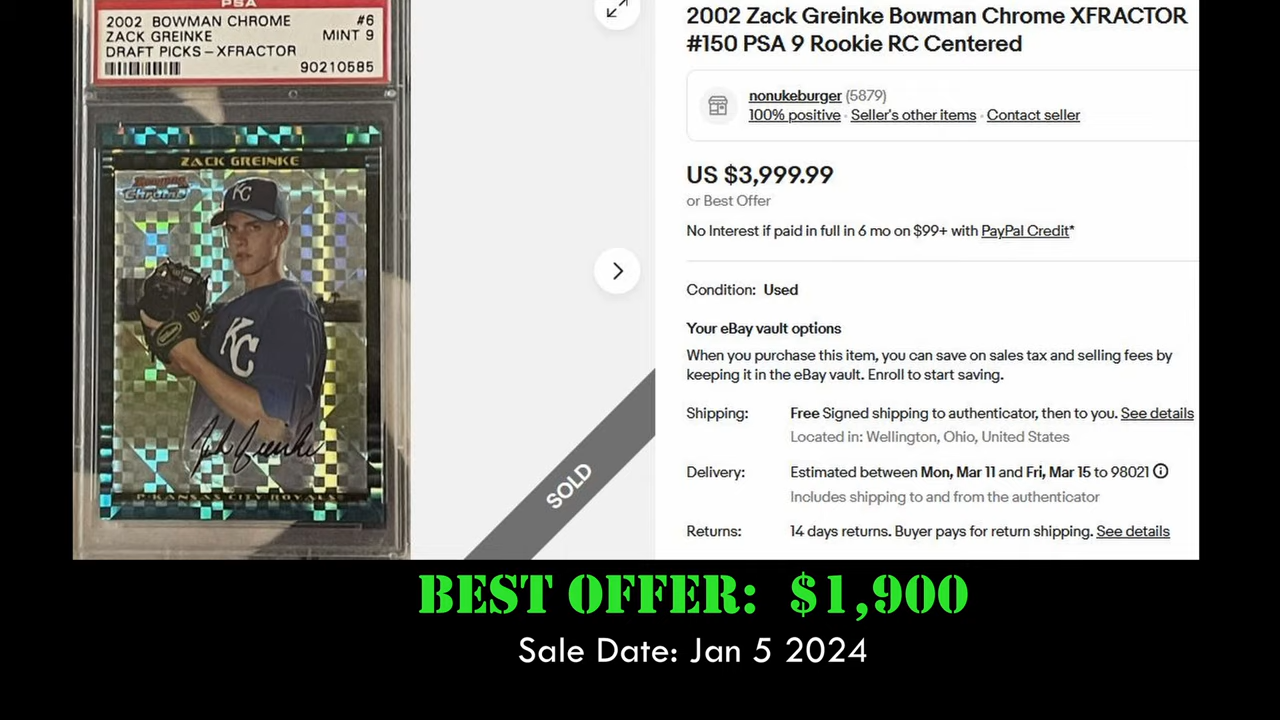 PSA
2002 BOWMAN CHROME #6
ZACK GREINKE MINT 9
DRAFT PICKS – XFRACTOR
90210585
ZACK GREINKE
Bowman
Chrome
KC
KC
Zack Greinke
P-KANSAS CITY ROYALS
SOLD
2002 Zack Greinke Bowman Chrome XFRACTOR
#150 PSA 9 Rookie RC Centered
nonukeburger (5879)
100% positive · Seller's other items · Contact seller
US $3,999.99
or Best Offer
No Interest if paid in full in 6 mo on $99+ with PayPal Credit*
Condition: Used
Your eBay vault options
When you purchase this item, you can save on sales tax and selling fees by
keeping it in the eBay vault. Enroll to start saving.
Shipping: Free Signed shipping to authenticator, then to you. See details
Located in: Wellington, Ohio, United States
Delivery: Estimated between Mon, Mar 11 and Fri, Mar 15 to 98021
Includes shipping to and from the authenticator
Returns: 14 days returns. Buyer pays for return shipping. See details
BEST OFFER: $1,900
Sale Date: Jan 5 2024